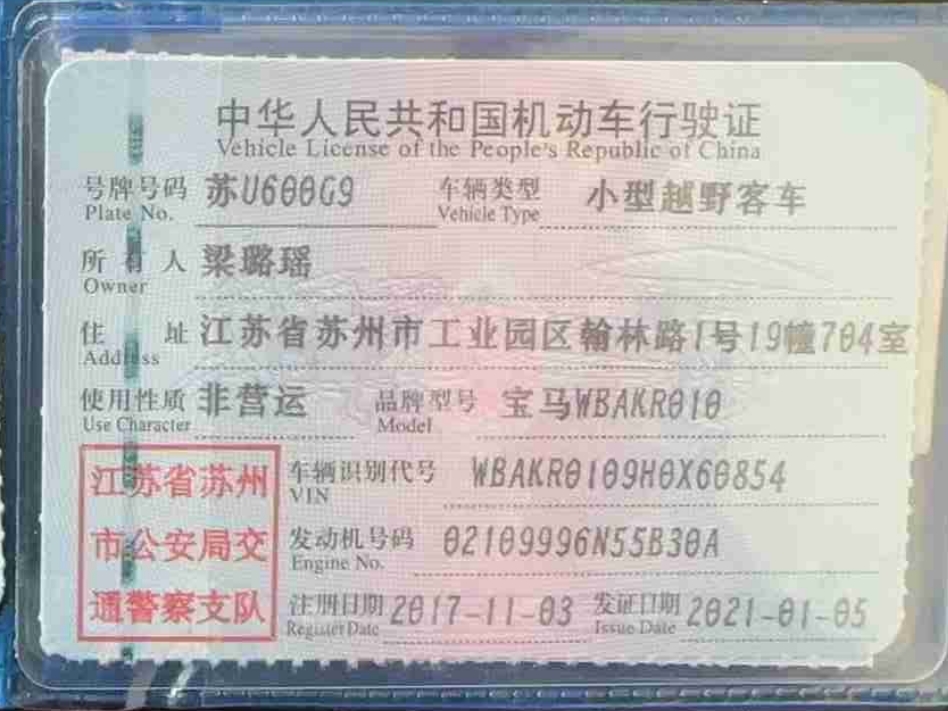 中华人民共和国机动车行驶证
Vehicle License of the People's Republic of China
号牌号码 苏U600G9 车辆类型 小型越野客车
Plate No. Vehicle Type
所有人 梁璐瑶
Owner
住址 江苏省苏州市工业园区翰林路1号19幢704室
Address
使用性质 非营运 品牌型号 宝马WBAKR010
Use Character Model
江苏省苏州 车辆识别代号 WBAKR0109H0X60854
VIN
市公安局交 发动机号码 02109996N55B30A
Engine No.
通警察支队 注册日期 2017-11-03 发证日期 2021-01-05
Register Date Issue Date